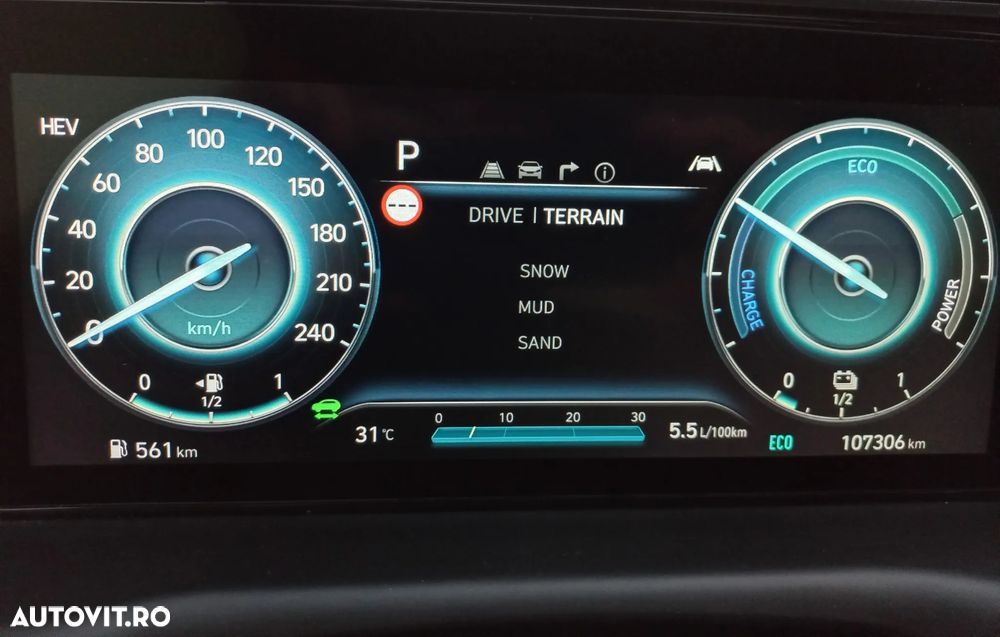 HEV
0 20 40 60 80 100 120 150 180 210 240
km/h
0 1/2 1
561 km
P
DRIVE | TERRAIN
SNOW
MUD
SAND
31°C
0 10 20 30
5.5 L/100km
CHARGE ECO POWER
0 1/2 1
ECO
107306 km
AUTOVIT.RO